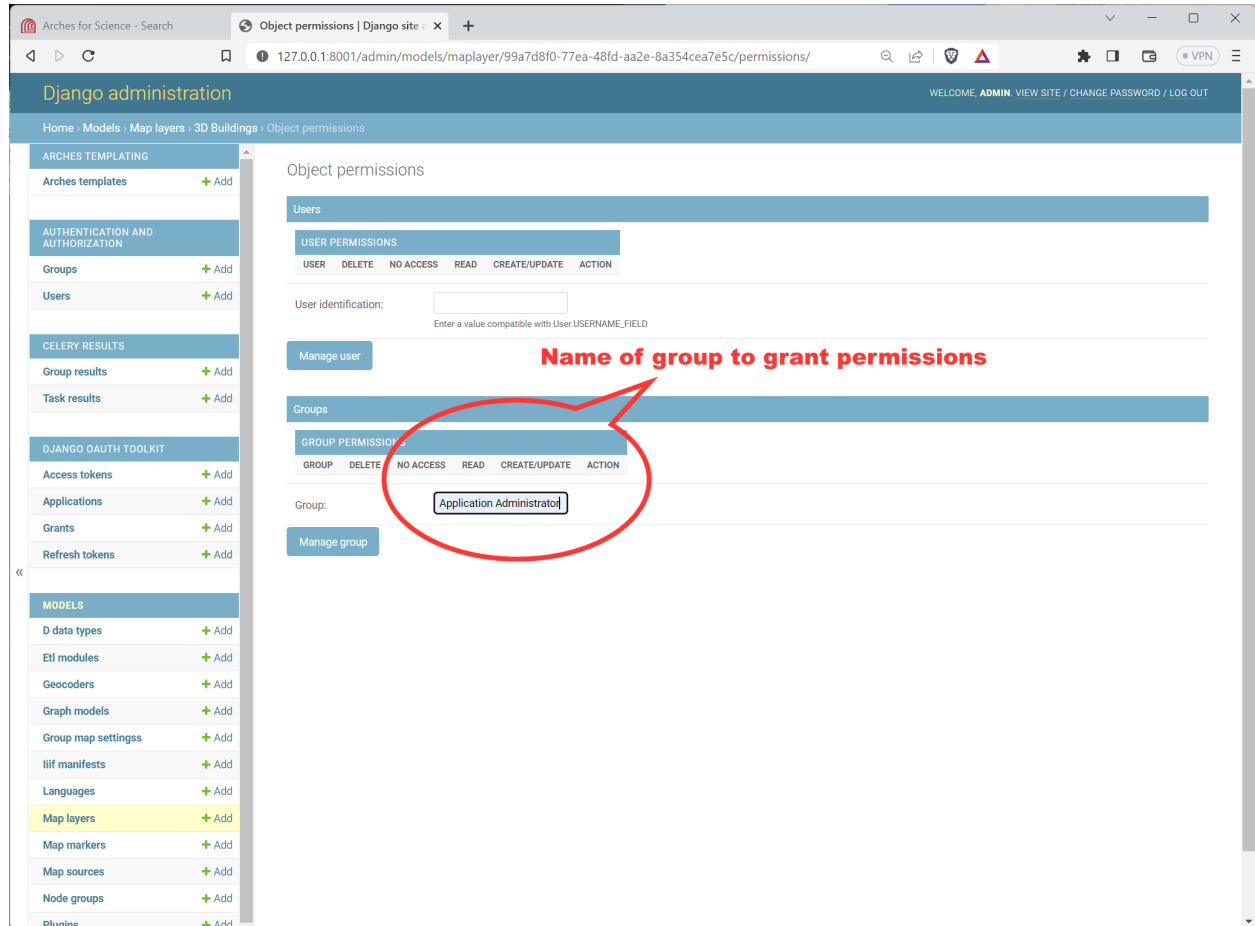 Arches for Science - Search
Object permissions | Django site a
127.0.0.1:8001/admin/models/maplayer/99a7d8f0-77ea-48fd-aa2e-8a354cea7e5c/permissions/
VPN
Django administration
WELCOME, ADMIN. VIEW SITE / CHANGE PASSWORD / LOG OUT
Home › Models › Map layers › 3D Buildings › Object permissions
ARCHES TEMPLATING
Arches templates + Add
AUTHENTICATION AND
AUTHORIZATION
Groups + Add
Users + Add
CELERY RESULTS
Group results + Add
Task results + Add
DJANGO OAUTH TOOLKIT
Access tokens + Add
Applications + Add
Grants + Add
Refresh tokens + Add
«
MODELS
D data types + Add
Etl modules + Add
Geocoders + Add
Graph models + Add
Group map settingss + Add
Iiif manifests + Add
Languages + Add
Map layers + Add
Map markers + Add
Map sources + Add
Node groups + Add
Plugins + Add
Object permissions
Users
USER PERMISSIONS
USER DELETE NO ACCESS READ CREATE/UPDATE ACTION
User identification:
Enter a value compatible with User.USERNAME_FIELD
Manage user
Name of group to grant permissions
Groups
GROUP PERMISSIONS
GROUP DELETE NO ACCESS READ CREATE/UPDATE ACTION
Group: Application Administrator
Manage group